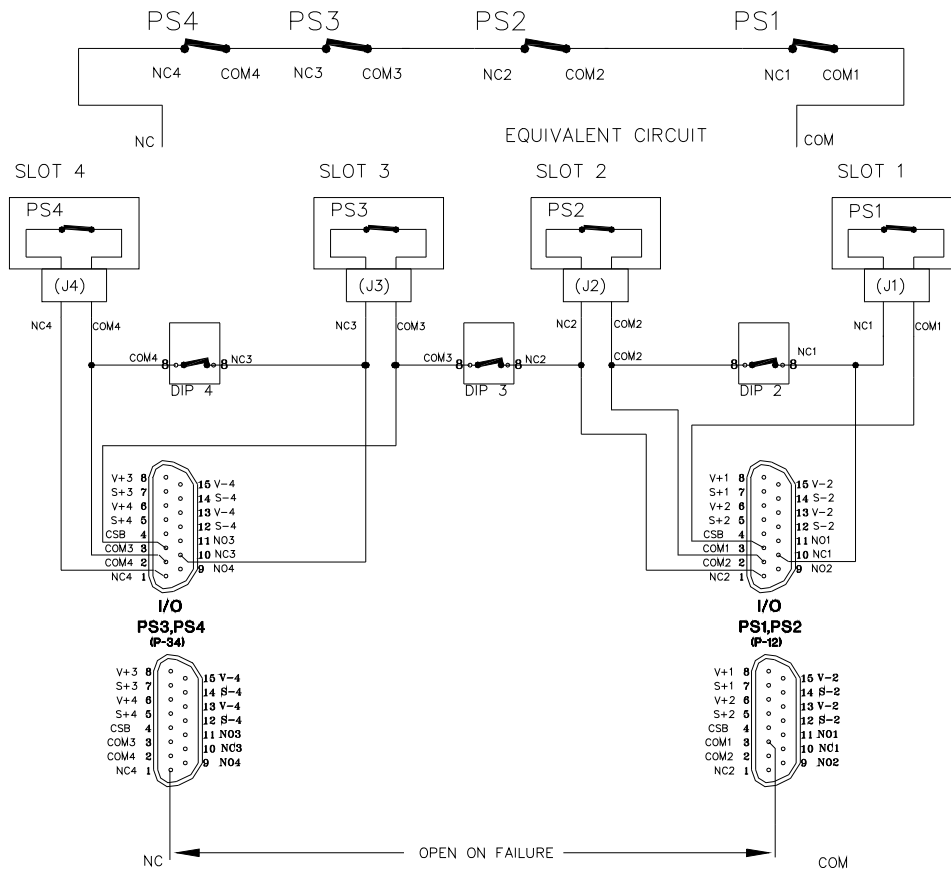 PS4 PS3 PS2 PS1
NC4 COM4 NC3 COM3 NC2 COM2 NC1 COM1
NC COM
EQUIVALENT CIRCUIT
SLOT 4 SLOT 3 SLOT 2 SLOT 1
PS4 PS3 PS2 PS1
(J4) (J3) (J2) (J1)
NC4 COM4 NC3 COM3 NC2 COM2 NC1 COM1
COM4 8 8 NC3 COM3 8 8 NC2 COM2 8 8 NC1
DIP 4 DIP 3 DIP 2
V+3 8 V+1 8
15 V-4 15 V-2
S+3 7 S+1 7
14 S-4 14 S-2
V+4 6 V+2 6
13 V-4 13 V-2
S+4 5 S+2 5
12 S-4 12 S-2
CSB 4 CSB 4
11 NO3 11 NO1
COM3 3 COM1 3
10 NC3 10 NC1
COM4 2 COM2 2
9 NO4 9 NO2
NC4 1 NC2 1
I/O I/O
PS3,PS4 PS1,PS2
(P-34) (P-12)
V+3 8 V+1 8
15 V-4 15 V-2
S+3 7 S+1 7
14 S-4 14 S-2
V+4 6 V+2 6
13 V-4 13 V-2
S+4 5 S+2 5
12 S-4 12 S-2
CSB 4 CSB 4
11 NO3 11 NO1
COM3 3 COM1 3
10 NC3 10 NC1
COM4 2 COM2 2
9 NO4 9 NO2
NC4 1 NC2 1
NC OPEN ON FAILURE COM